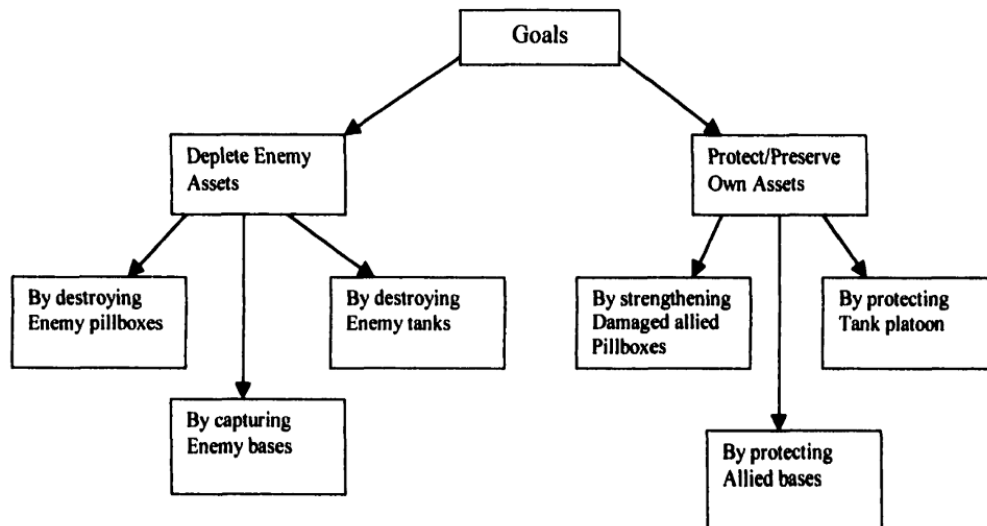 Goals
Deplete Enemy
Assets
Protect/Preserve
Own Assets
By destroying
Enemy pillboxes
By destroying
Enemy tanks
By strengthening
Damaged allied
Pillboxes
By protecting
Tank platoon
By capturing
Enemy bases
By protecting
Allied bases